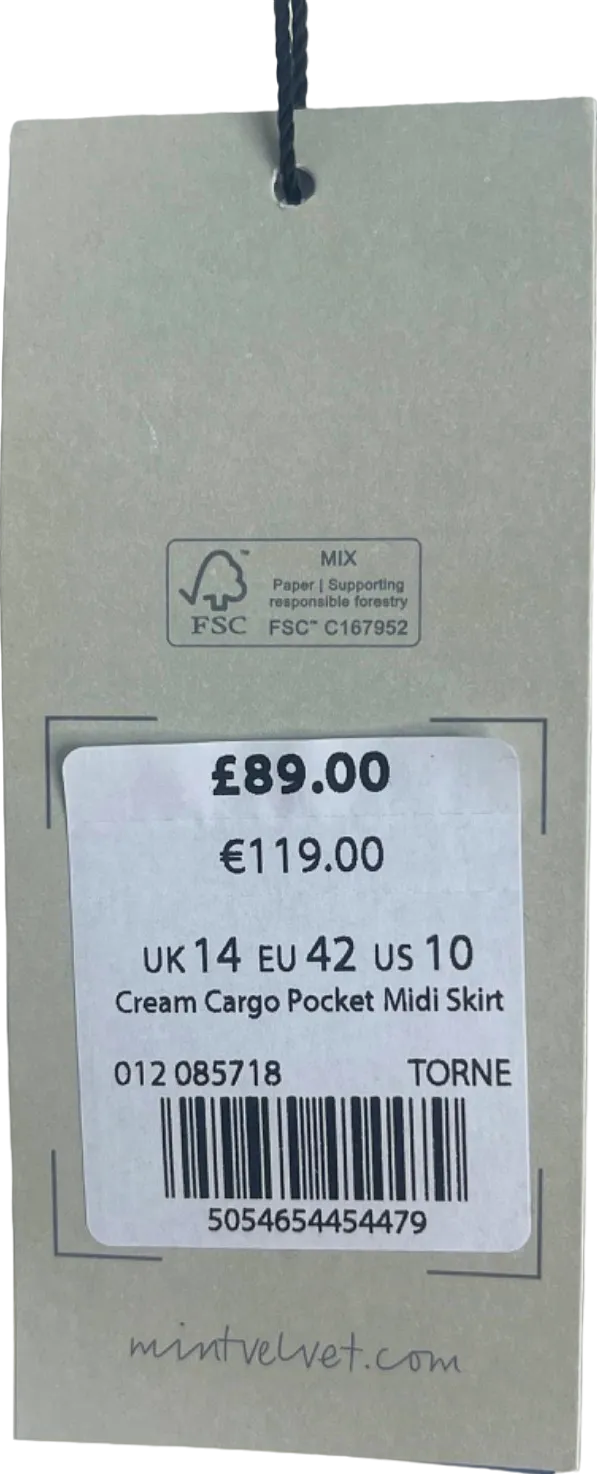 MIX
Paper | Supporting
responsible forestry
FSC™ C167952
FSC
£89.00
€119.00
UK 14 EU 42 US 10
Cream Cargo Pocket Midi Skirt
012 085718 TORNE
5054654454479
mintvelvet.com